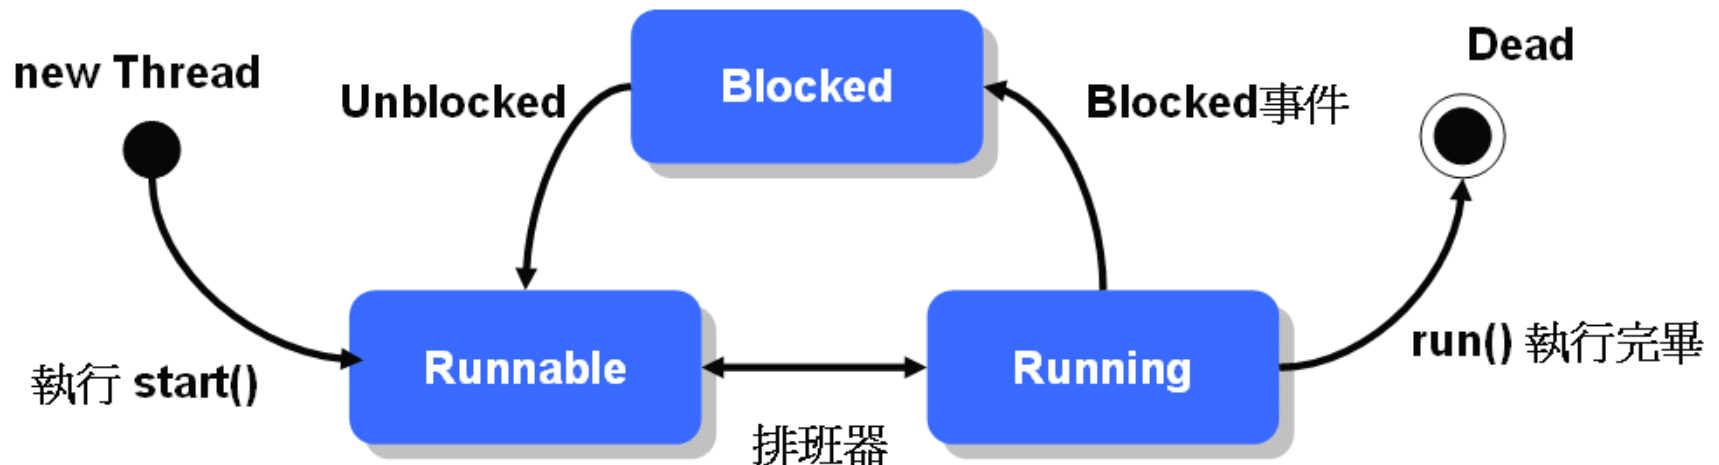 new Thread
Unblocked
Blocked
Blocked事件
Dead
執行 start()
Runnable
排班器
Running
run() 執行完畢